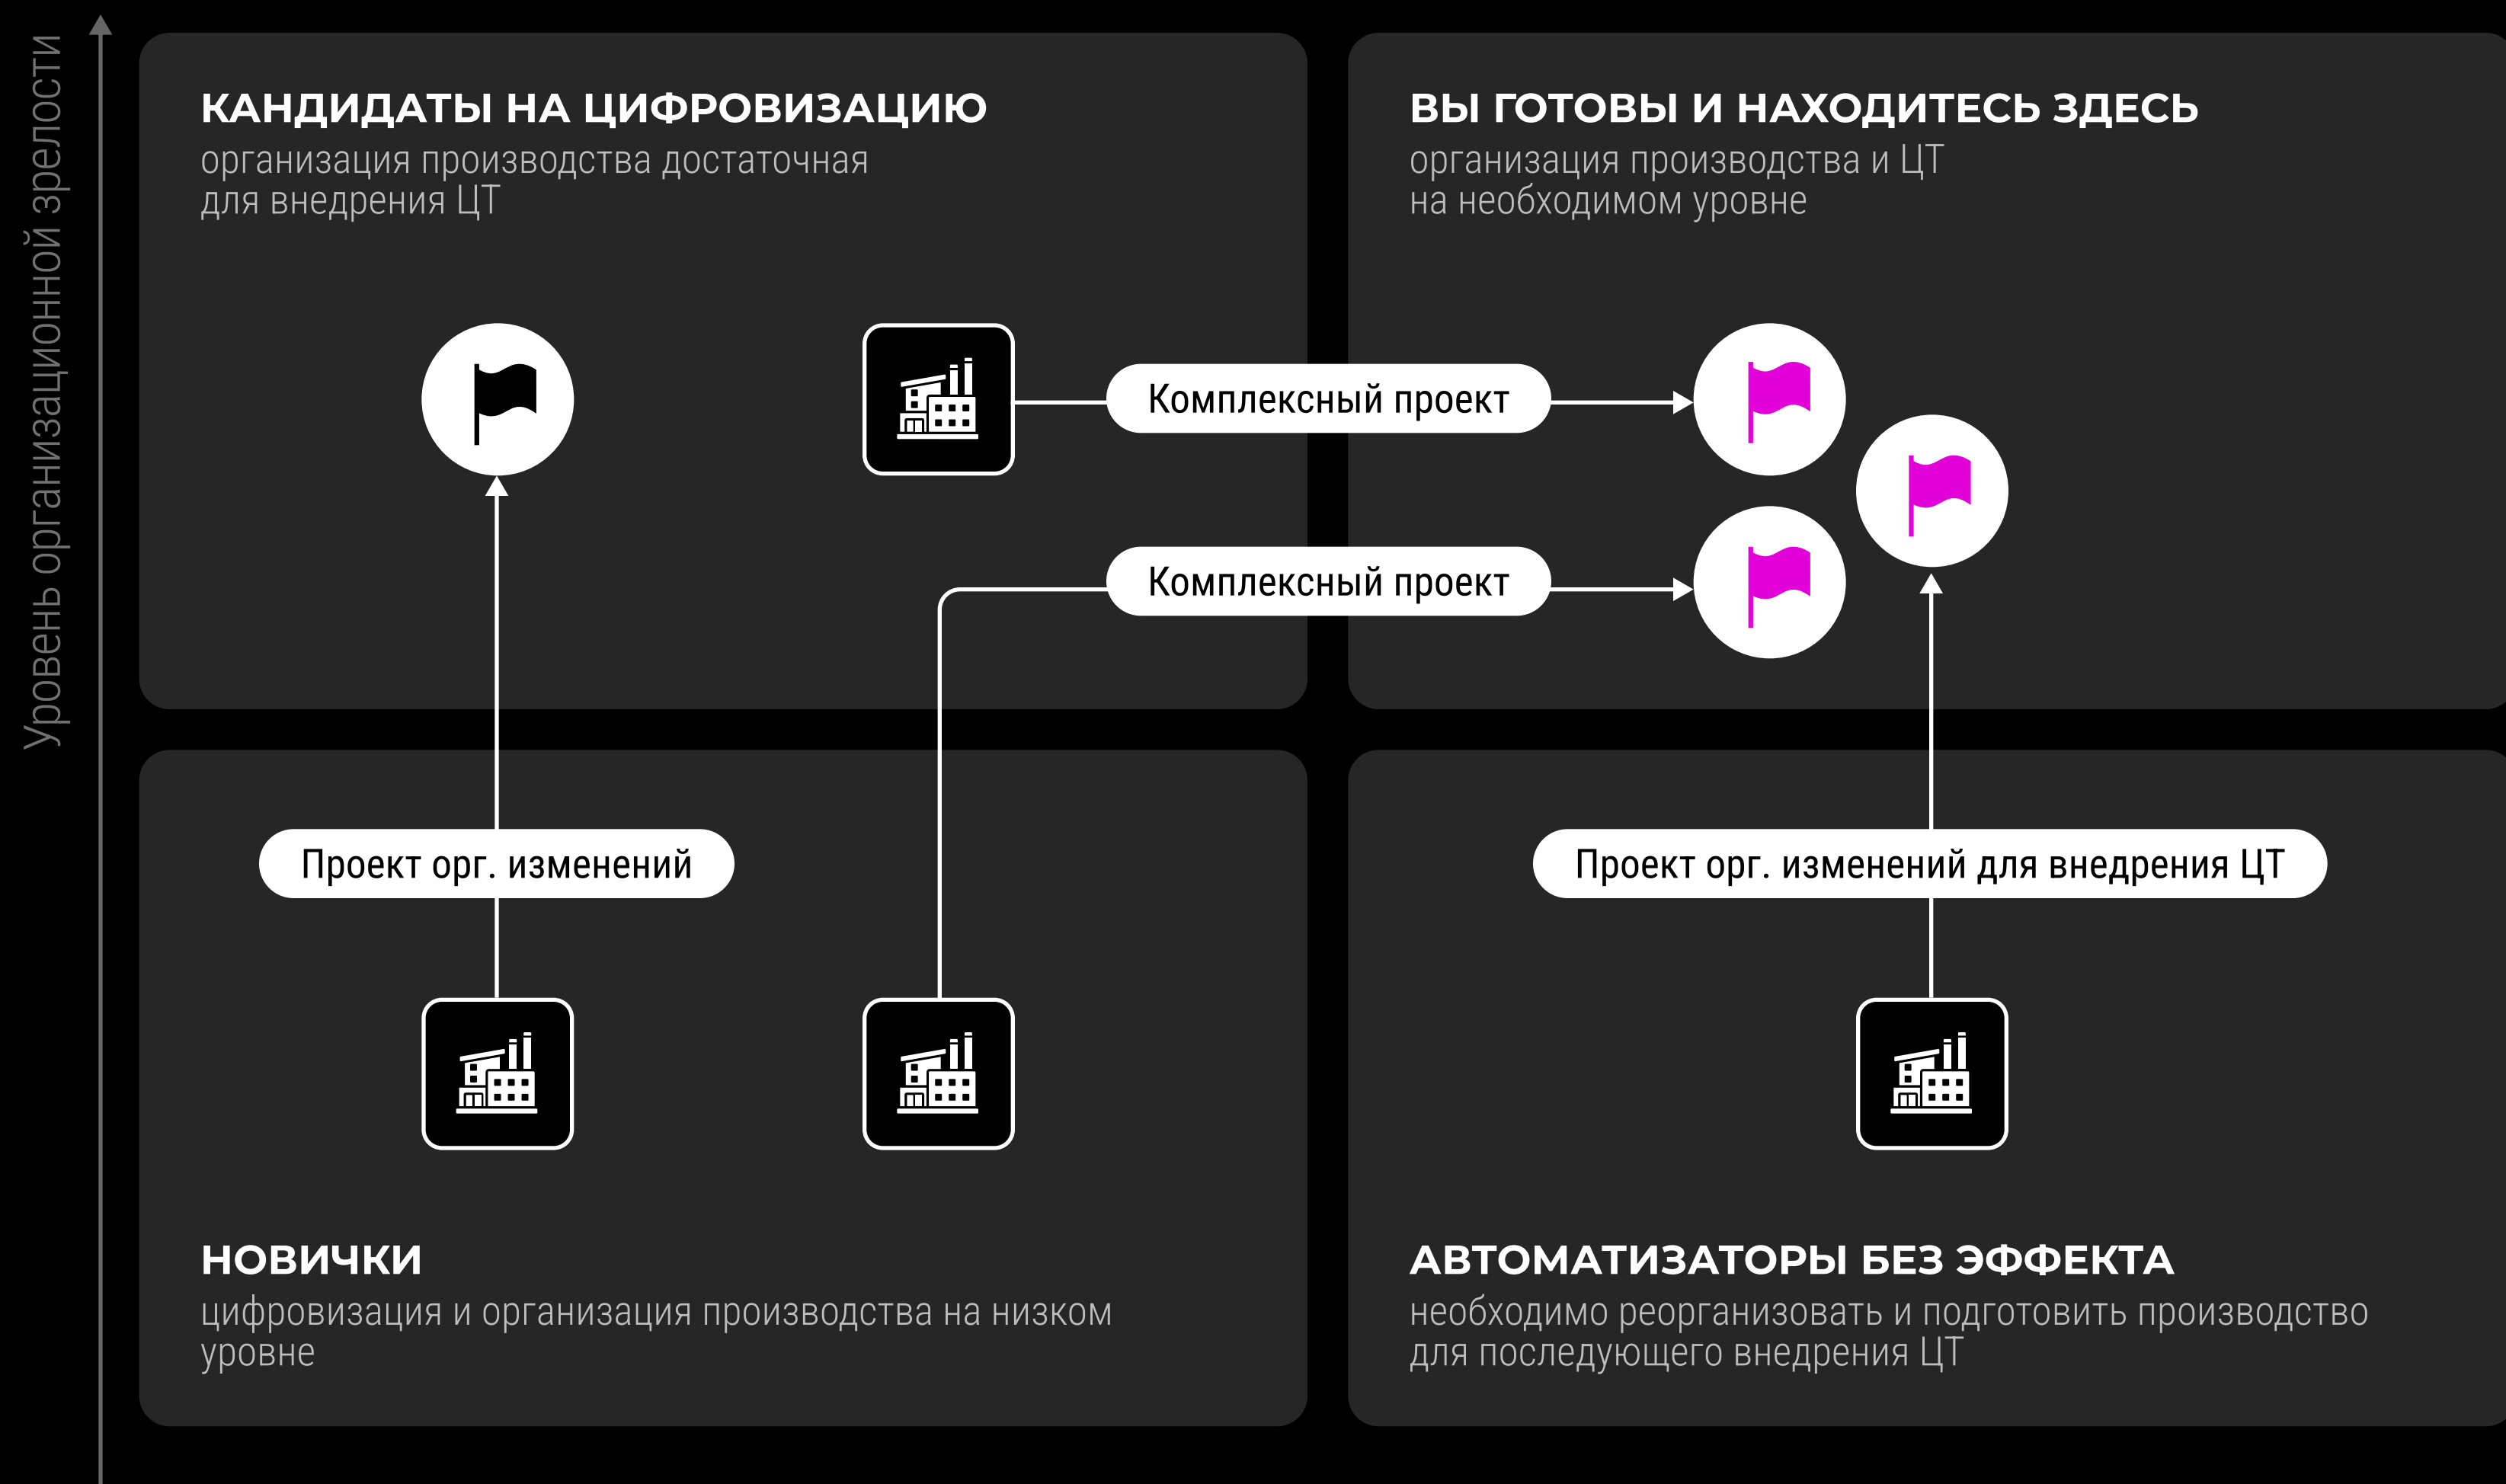 Уровень организационной зрелости
КАНДИДАТЫ НА ЦИФРОВИЗАЦИЮ
организация производства достаточная
для внедрения ЦТ
ВЫ ГОТОВЫ И НАХОДИТЕСЬ ЗДЕСЬ
организация производства и ЦТ
на необходимом уровне
Комплексный проект
Комплексный проект
Проект орг. изменений
Проект орг. изменений для внедрения ЦТ
НОВИЧКИ
цифровизация и организация производства на низком
уровне
АВТОМАТИЗАТОРЫ БЕЗ ЭФФЕКТА
необходимо реорганизовать и подготовить производство
для последующего внедрения ЦТ